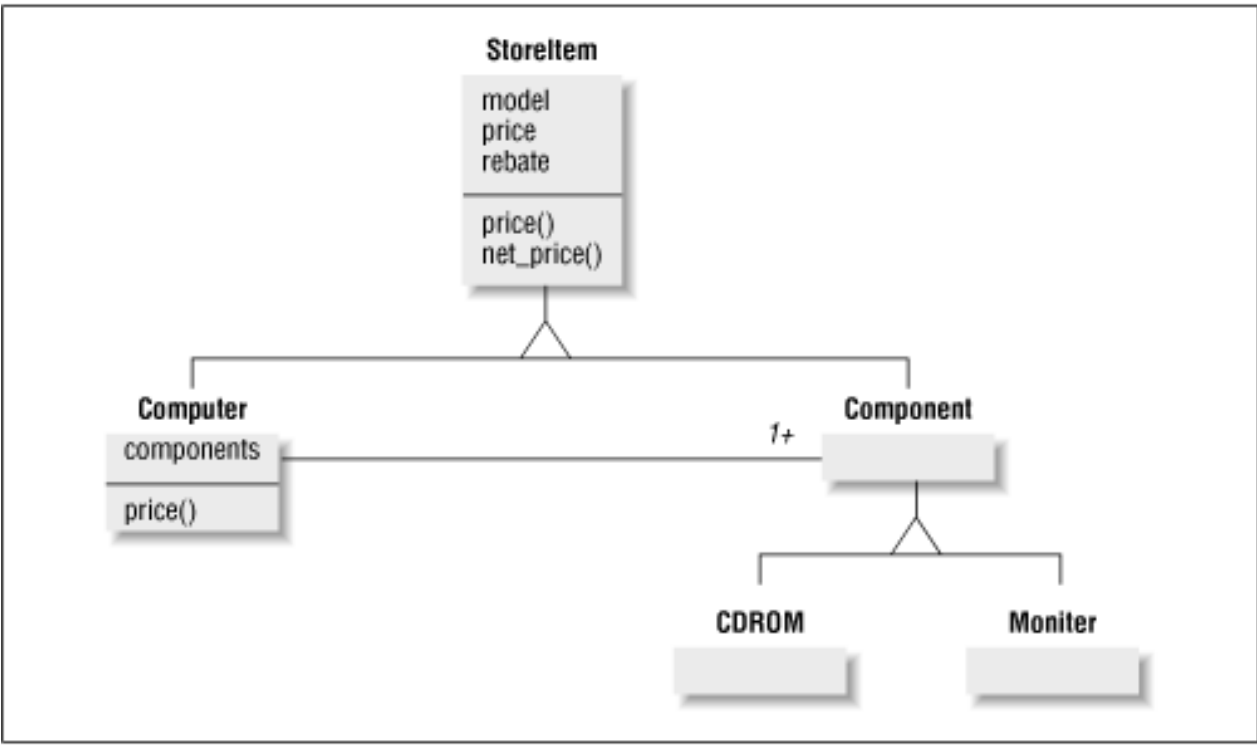 StoreItem
model
price
rebate
price()
net_price()
Computer
components
price()
1+
Component
CDROM
Moniter